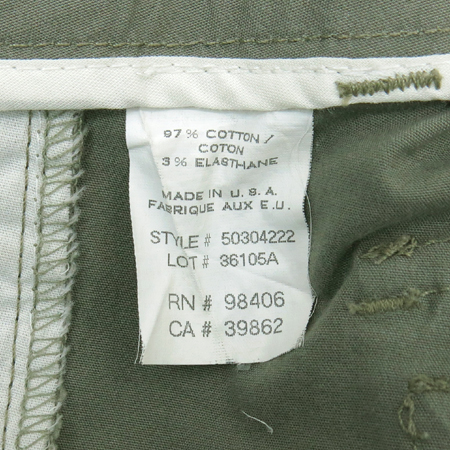 97% COTTON /
COTON
3% ELASTHANE
MADE IN U.S.A.
FABRIQUE AUX E.U.
STYLE # 50304222
LOT # 36105A
RN # 98406
CA # 39862